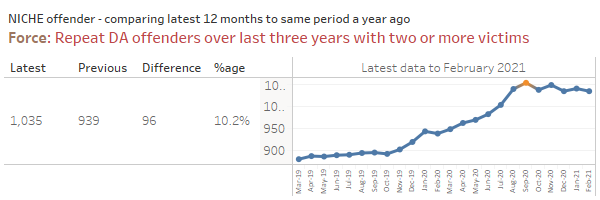 NICHE offender - comparing latest 12 months to same period a year ago
Force: Repeat DA offenders over last three years with two or more victims
Latest Previous Difference %age Latest data to February 2021
10..
10..
1,035 939 96 10.2%
950
900
Mar-19 Apr-19 May-19 Jun-19 Jul-19 Aug-19 Sep-19 Oct-19 Nov-19 Dec-19 Jan-20 Feb-20 Mar-20 Apr-20 May-20 Jun-20 Jul-20 Aug-20 Sep-20 Oct-20 Nov-20 Dec-20 Jan-21 Feb-21